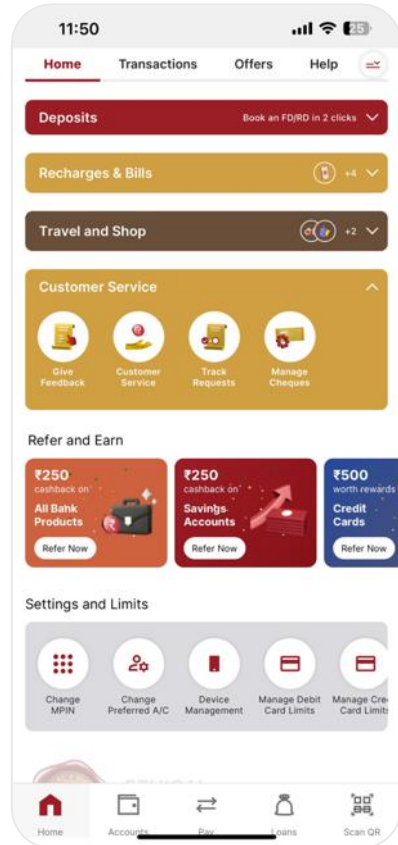 11:50
25
Home Transactions Offers Help
Deposits Book an FD/RD in 2 clicks
Recharges & Bills +4
Travel and Shop +2
Customer Service
Give Feedback
Customer Service
Track Requests
Manage Cheques
Refer and Earn
₹250
cashback on
All Bank
Products
Refer Now
₹250
cashback on
Savings
Accounts
Refer Now
₹500
worth rewards
Credit
Cards
Refer Now
Settings and Limits
Change
MPIN
Change
Preferred A/C
Device
Management
Manage Debit
Card Limits
Manage Cre
Card Limits
Home Accounts Pay Loans Scan QR